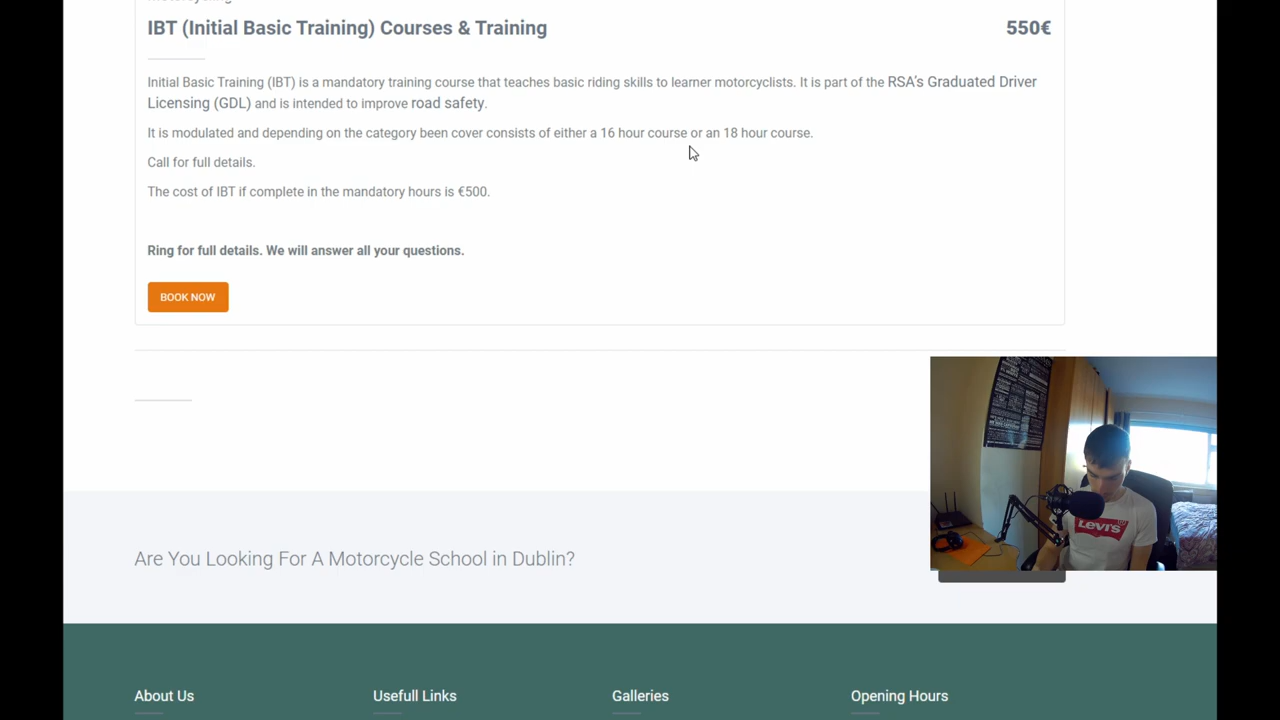 IBT (Initial Basic Training) Courses & Training
550€
Initial Basic Training (IBT) is a mandatory training course that teaches basic riding skills to learner motorcyclists. It is part of the RSA's Graduated Driver
Licensing (GDL) and is intended to improve road safety.
It is modulated and depending on the category been cover consists of either a 16 hour course or an 18 hour course.
Call for full details.
The cost of IBT if complete in the mandatory hours is €500.
Ring for full details. We will answer all your questions.
BOOK NOW
LEVI'S
Are You Looking For A Motorcycle School in Dublin?
About Us
Usefull Links
Galleries
Opening Hours